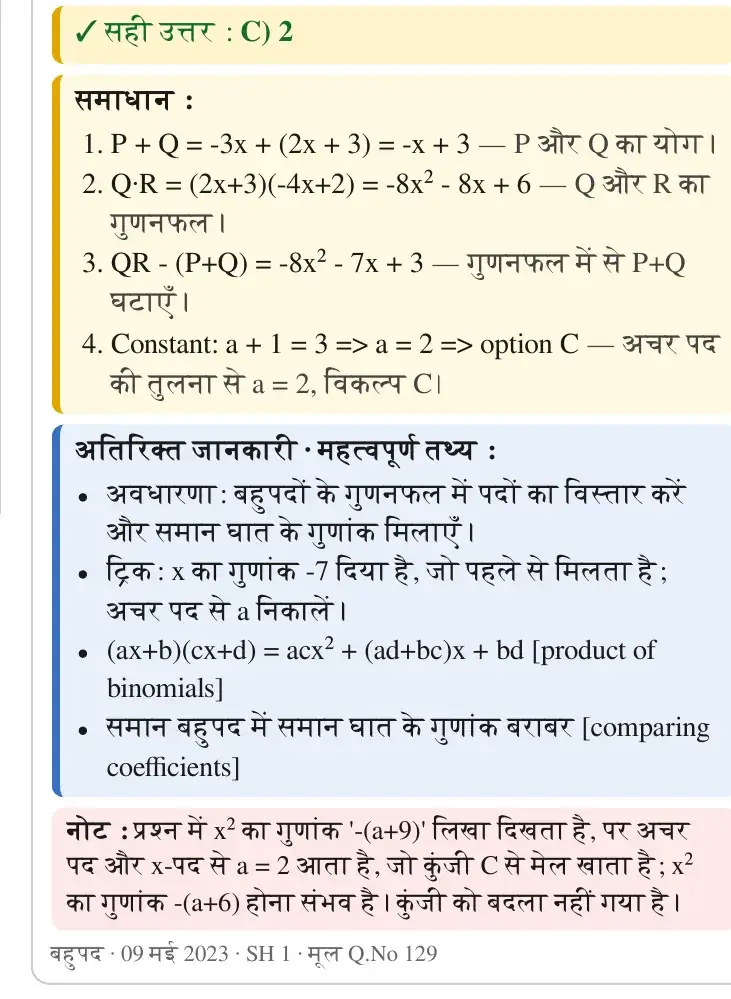 ✓ सही उत्तर : C) 2
समाधान :
1. P + Q = -3x + (2x + 3) = -x + 3 — P और Q का योग।
2. Q·R = (2x+3)(-4x+2) = -8x² - 8x + 6 — Q और R का
गुणनफल।
3. QR - (P+Q) = -8x² - 7x + 3 — गुणनफल में से P+Q
घटाएँ।
4. Constant: a + 1 = 3 => a = 2 => option C — अचर पद
की तुलना से a = 2, विकल्प C।
अतिरिक्त जानकारी · महत्वपूर्ण तथ्य :
• अवधारणा : बहुपदों के गुणनफल में पदों का विस्तार करें
और समान घात के गुणांक मिलाएँ।
• ट्रिक : x का गुणांक -7 दिया है, जो पहले से मिलता है ;
अचर पद से a निकालें।
• (ax+b)(cx+d) = acx² + (ad+bc)x + bd [product of
binomials]
• समान बहुपद में समान घात के गुणांक बराबर [comparing
coefficients]
नोट : प्रश्न में x² का गुणांक '-(a+9)' लिखा दिखता है, पर अचर
पद और x-पद से a = 2 आता है, जो कुंजी C से मेल खाता है ; x²
का गुणांक -(a+6) होना संभव है। कुंजी को बदला नहीं गया है।
बहुपद · 09 मई 2023 · SH 1 · मूल Q.No 129